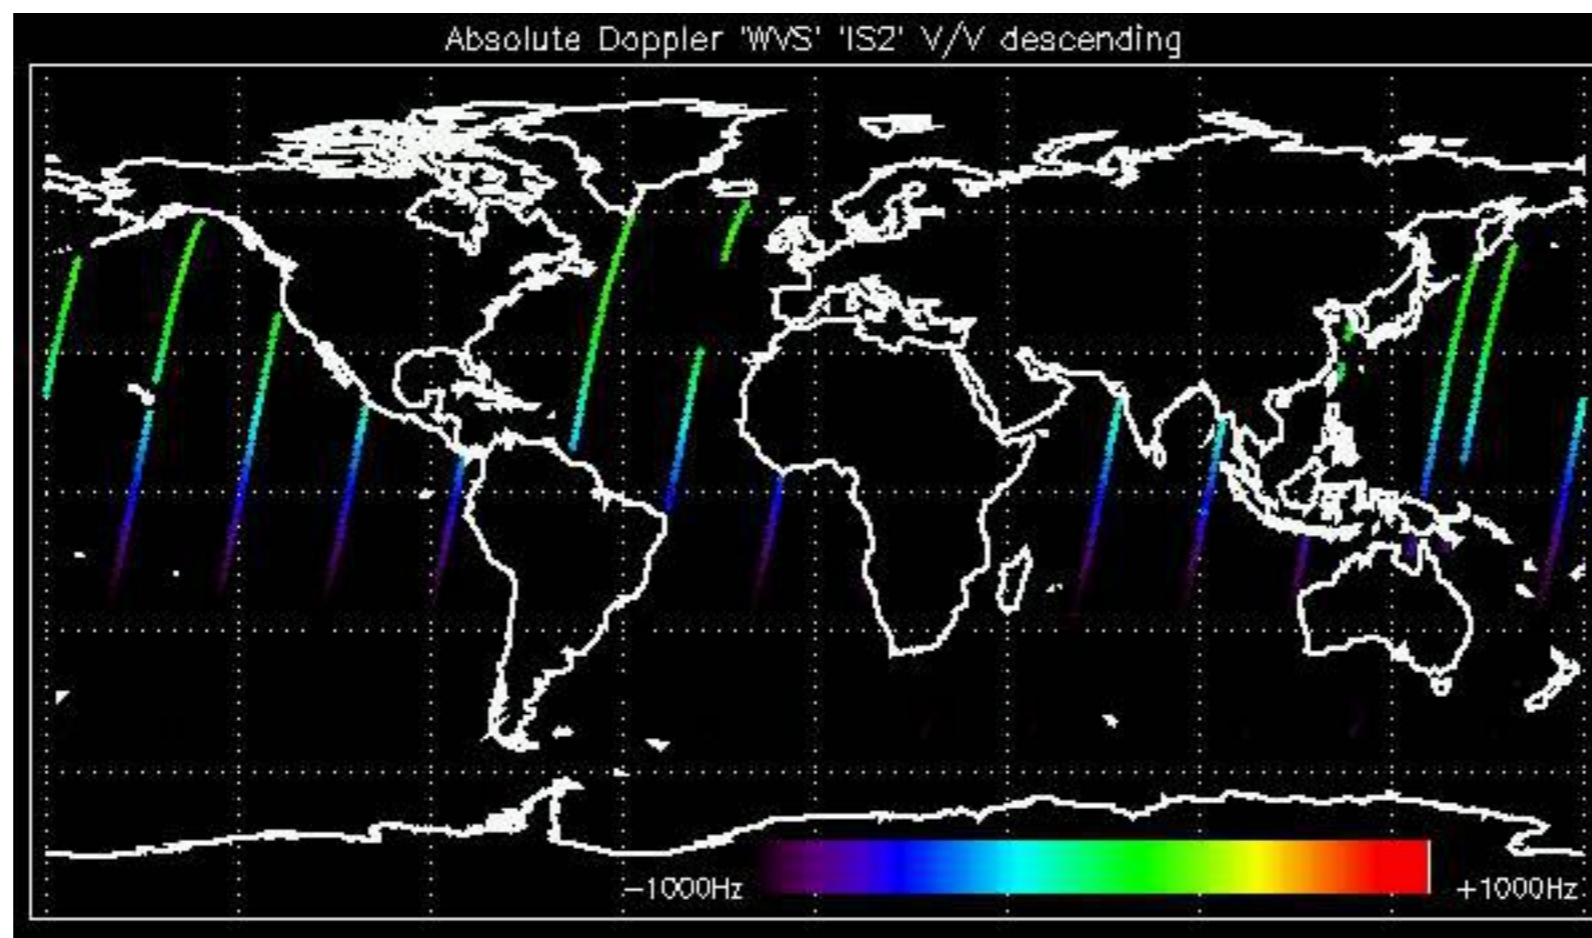 Absolute Doppler 'WVS' 'IS2' V/V descending
−1000Hz
+1000Hz